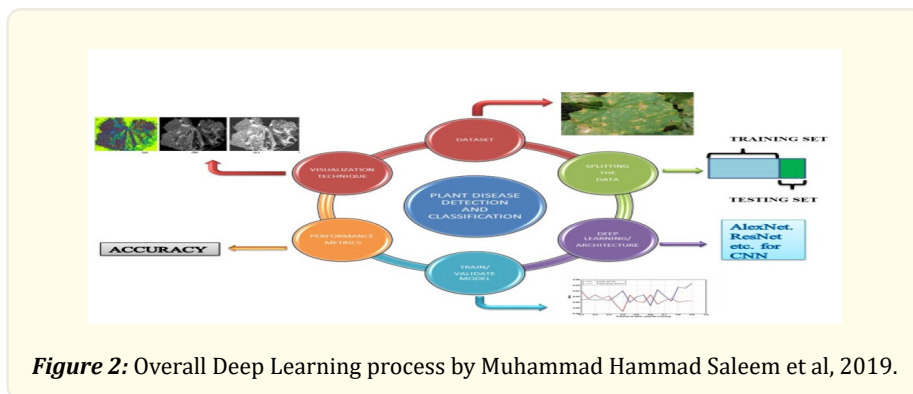 DATASET
TRAINING SET
VISUALIZATION
TECHNIQUE
SPLITTING
THE
DATA
PLANT DISEASE
DETECTION
AND
CLASSIFICATION
TESTING SET
AlexNet.
ResNet
etc. for
CNN
ACCURACY
PERFORMANCE
METRICS
DEEP
LEARNING/
ARCHITECTURE
TRAIN/
VALIDATE
MODEL
Figure 2: Overall Deep Learning process by Muhammad Hammad Saleem et al, 2019.